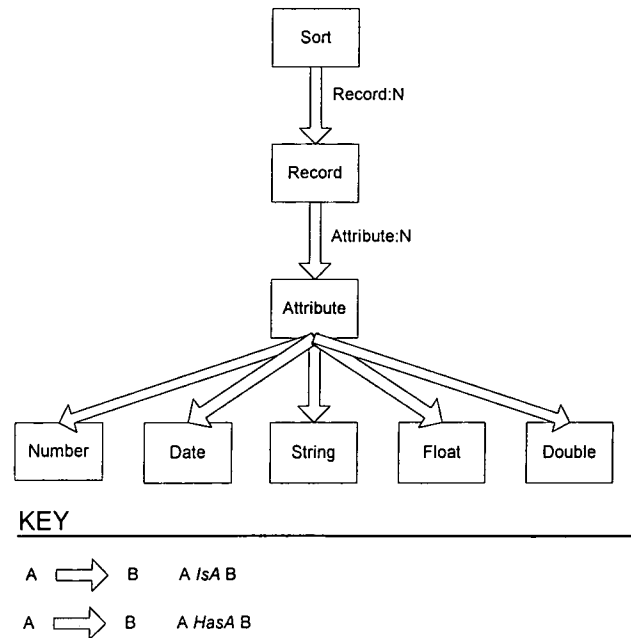 Sort
Record:N
Record
Attribute:N
Attribute
Number Date String Float Double
KEY
A B A IsA B
A B A HasA B